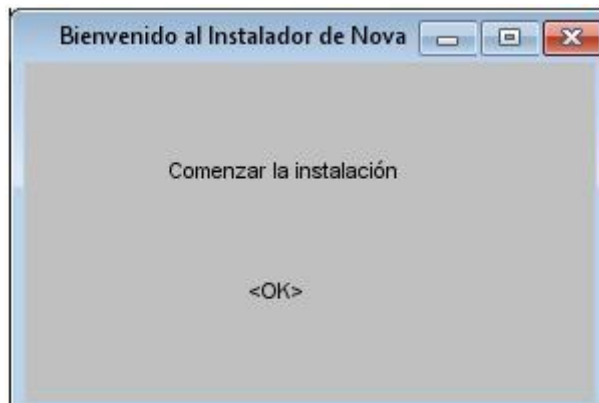 Bienvenido al Instalador de Nova
Comenzar la instalación
<OK>